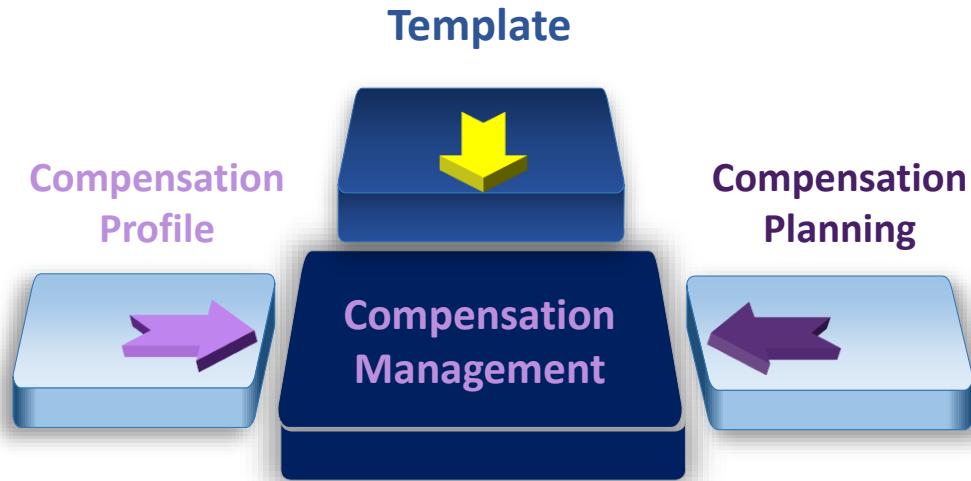 Template
Compensation
Profile
Compensation
Planning
Compensation
Management